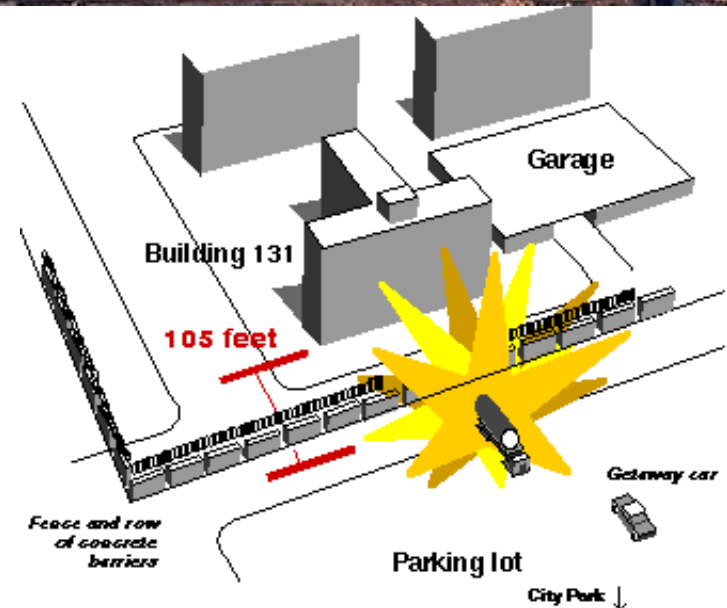 Garage
Building 131
105 feet
Getaway car
Fence and row
of concrete
barriers
Parking lot
City Park ↓